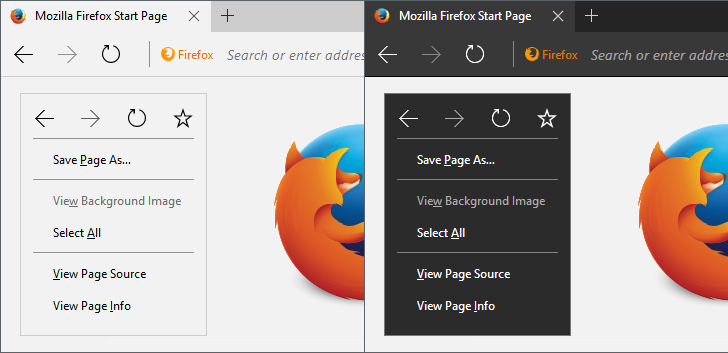 Mozilla Firefox Start Page
Firefox Search or enter addres
Save Page As...
View Background Image
Select All
View Page Source
View Page Info
Mozilla Firefox Start Page
Firefox Search or enter addres
Save Page As...
View Background Image
Select All
View Page Source
View Page Info